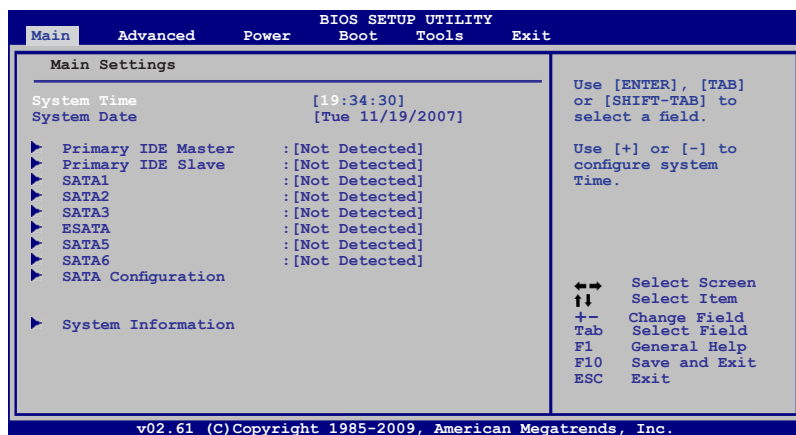 BIOS SETUP UTILITY
Main Advanced Power Boot Tools Exit
Main Settings
System Time [19:34:30]
System Date [Tue 11/19/2007]
Primary IDE Master :[Not Detected]
Primary IDE Slave :[Not Detected]
SATA1 :[Not Detected]
SATA2 :[Not Detected]
SATA3 :[Not Detected]
ESATA :[Not Detected]
SATA5 :[Not Detected]
SATA6 :[Not Detected]
SATA Configuration
System Information
Use [ENTER], [TAB]
or [SHIFT-TAB] to
select a field.
Use [+] or [-] to
configure system
Time.
←→ Select Screen
↑↓ Select Item
+- Change Field
Tab Select Field
F1 General Help
F10 Save and Exit
ESC Exit
v02.61 (C)Copyright 1985-2009, American Megatrends, Inc.